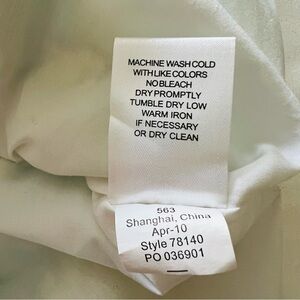 MACHINE WASH COLD
WITH LIKE COLORS
NO BLEACH
DRY PROMPTLY
TUMBLE DRY LOW
WARM IRON
IF NECESSARY
OR DRY CLEAN
563
Shanghai, China
Apr-10
Style 78140
PO 036901